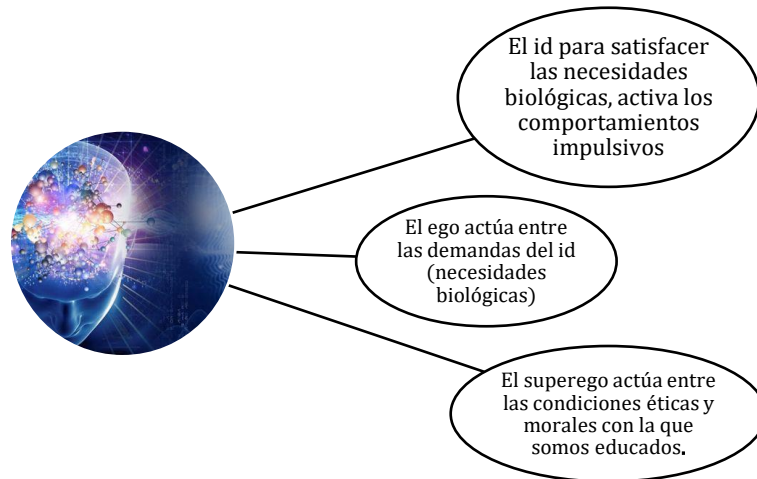 El id para satisfacer
las necesidades
biológicas, activa los
comportamientos
impulsivos
El ego actúa entre
las demandas del id
(necesidades
biológicas)
El superego actúa entre
las condiciones éticas y
morales con la que
somos educados.